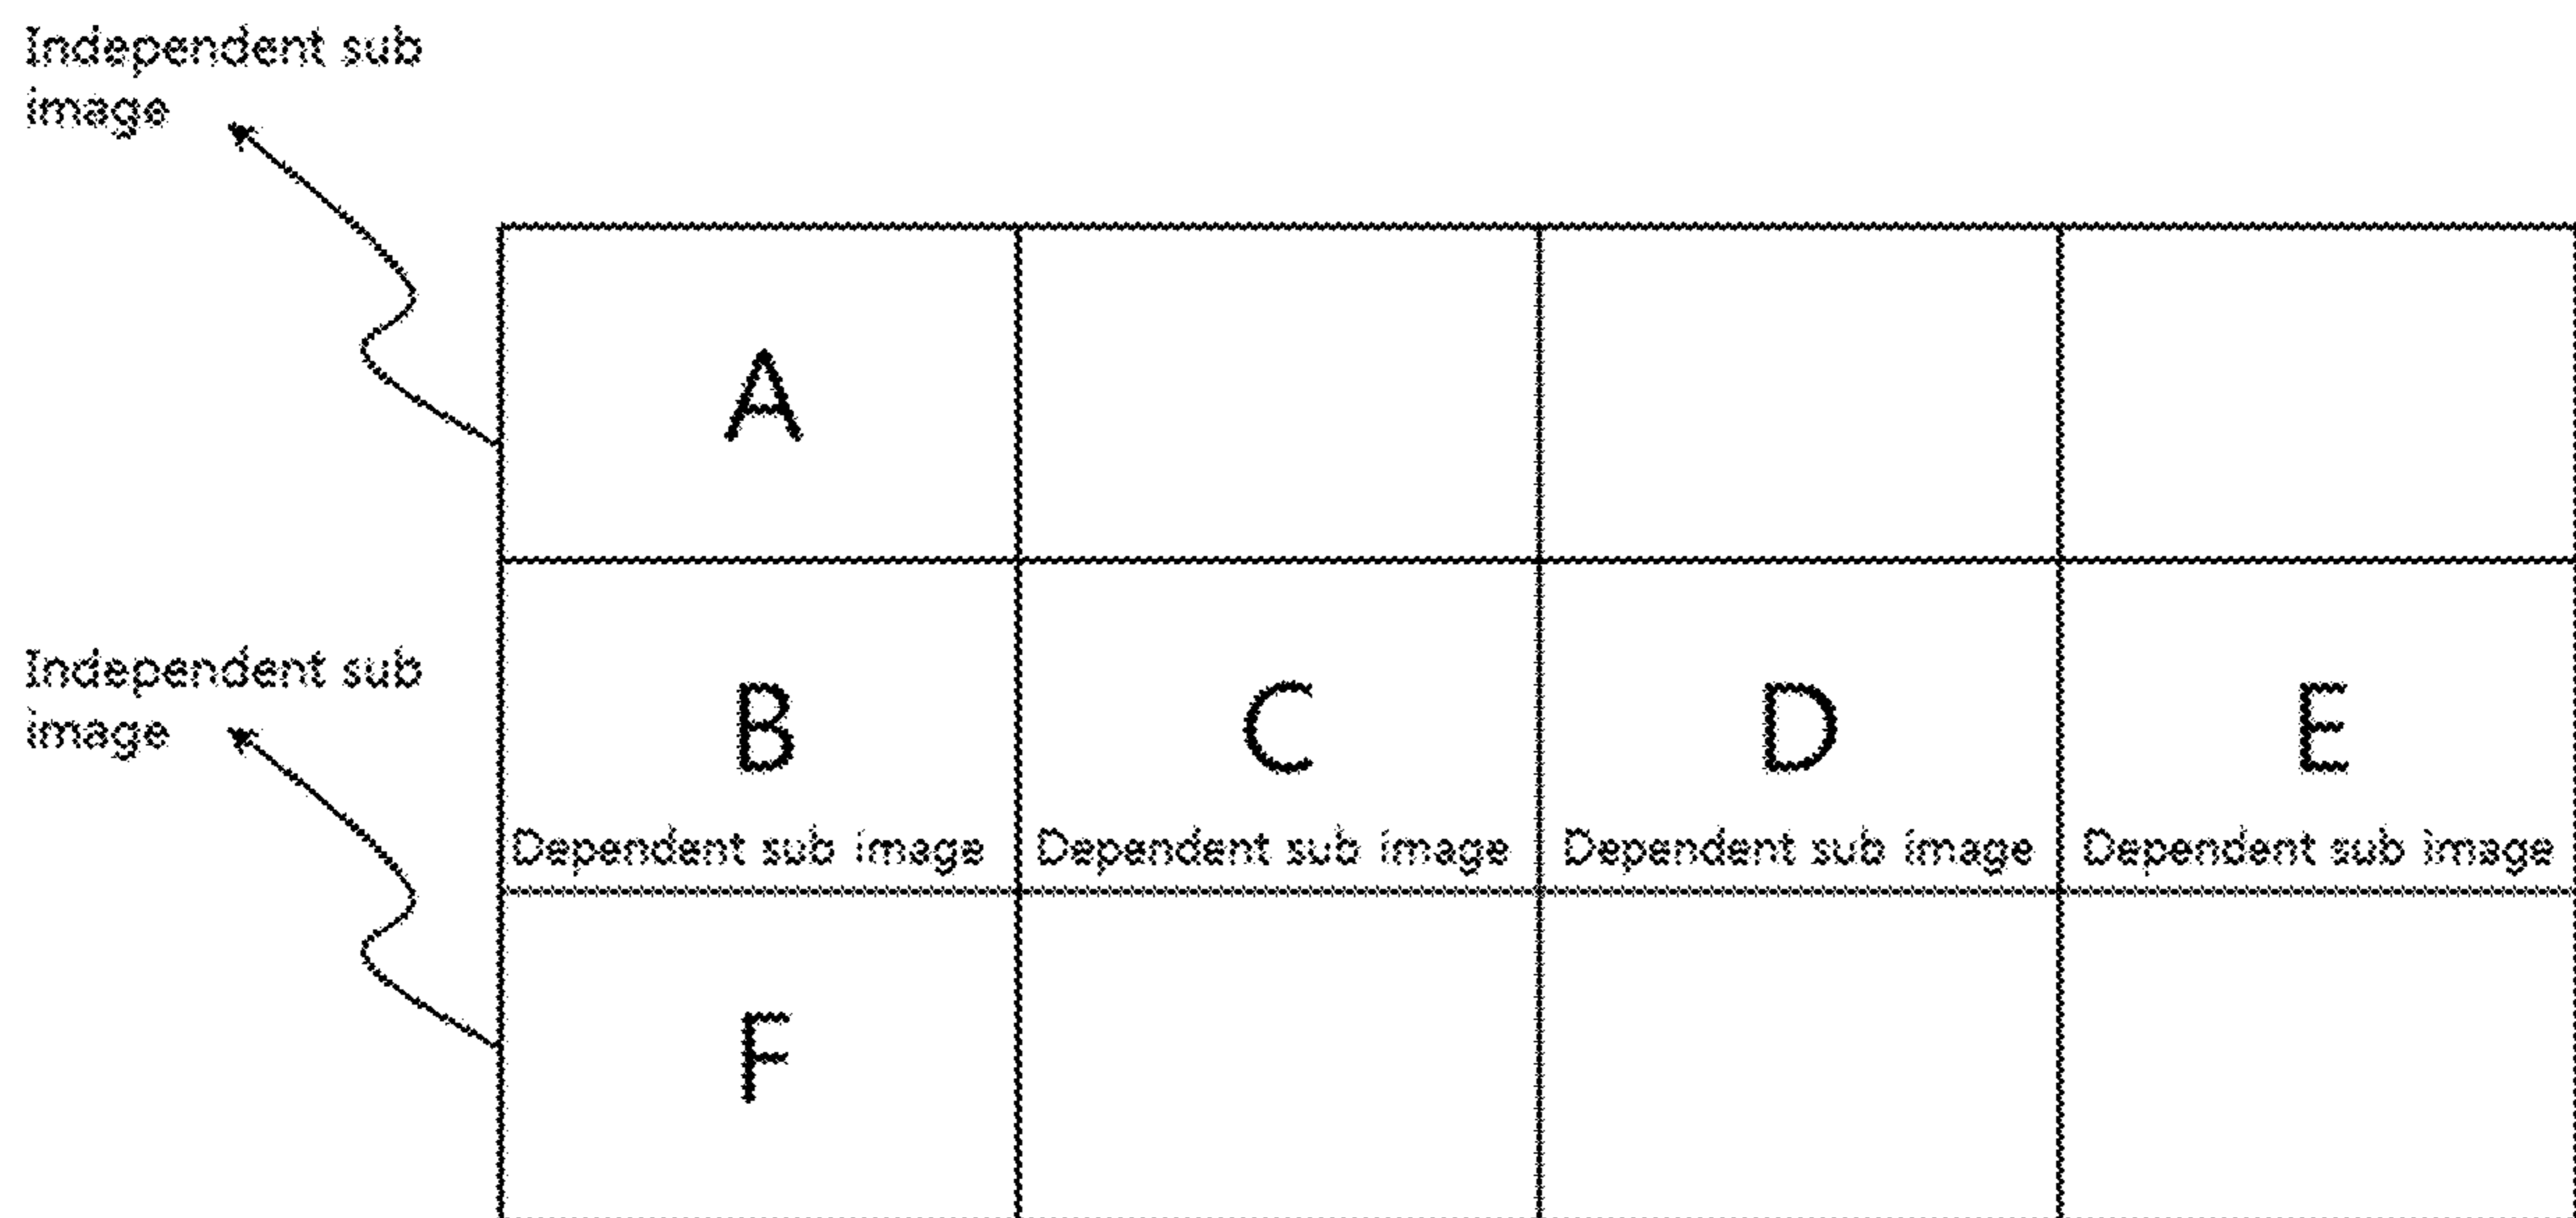 Independent sub
image
A
Independent sub
image
B
C
D
E
Dependent sub image
Dependent sub image
Dependent sub image
Dependent sub image
F